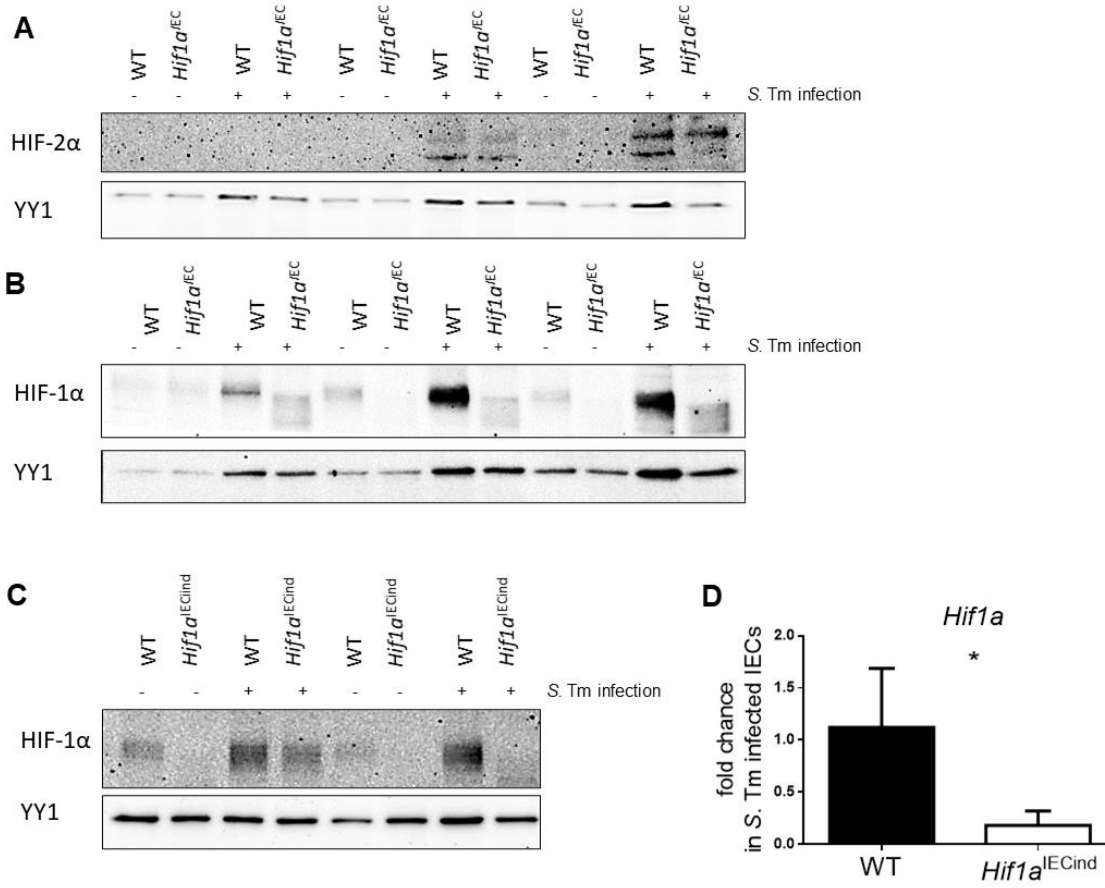 A
WT Hif1a^IEC WT Hif1a^IEC WT Hif1a^IEC WT Hif1a^IEC WT Hif1a^IEC WT Hif1a^IEC
- - + + - - + + - - + + S. Tm infection
HIF-2α
YY1
B
WT Hif1a^IEC WT Hif1a^IEC WT Hif1a^IEC WT Hif1a^IEC WT Hif1a^IEC WT Hif1a^IEC
- - + + - - + + - - + + S. Tm infection
HIF-1α
YY1
C
WT Hif1a^IECind WT Hif1a^IECind WT Hif1a^IECind WT Hif1a^IECind
- - + + - - + + S. Tm infection
HIF-1α
YY1
D
Hif1a
*
fold chance
in S. Tm infected IECs
2.0
1.5
1.0
0.5
0.0
WT Hif1a^IECind